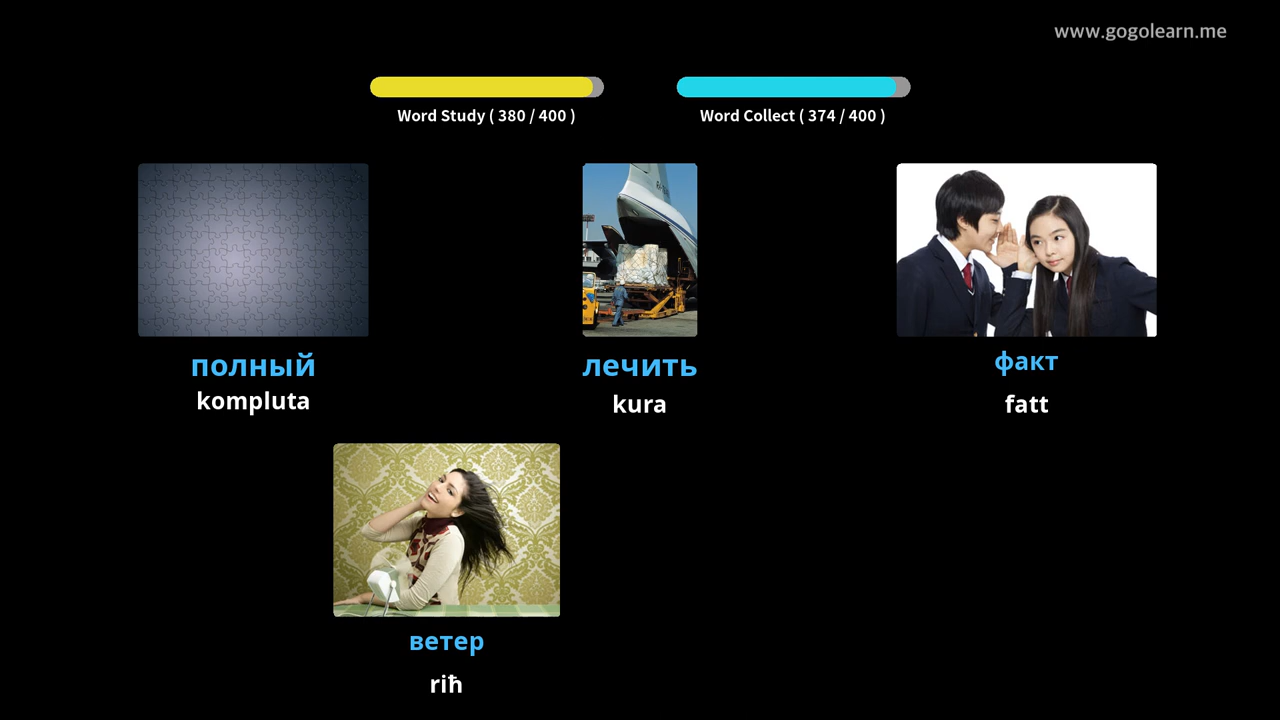 www.gogolearn.me
Word Study ( 380 / 400 )
Word Collect ( 374 / 400 )
полный
kompluta
лечить
kura
факт
fatt
ветер
riħ